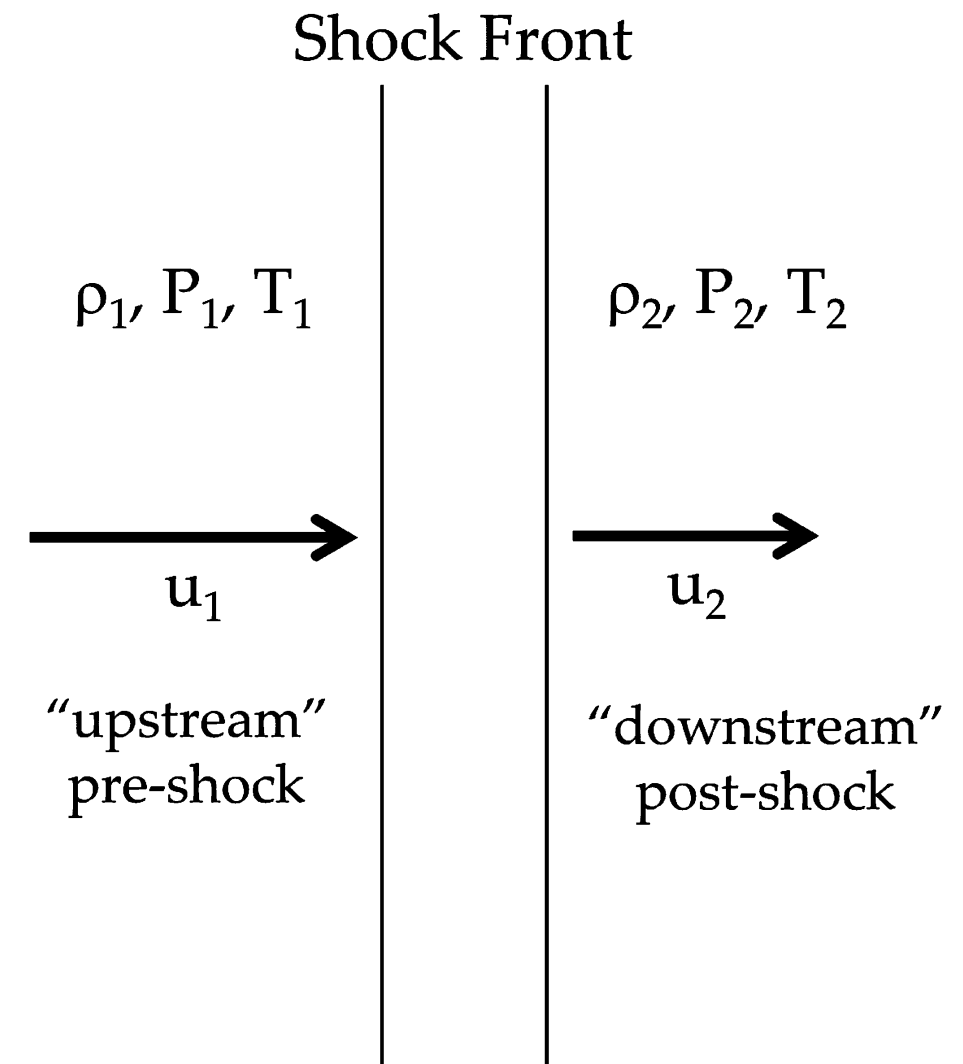 Shock Front
ρ₁, P₁, T₁
ρ₂, P₂, T₂
u₁
u₂
“upstream”
pre-shock
“downstream”
post-shock